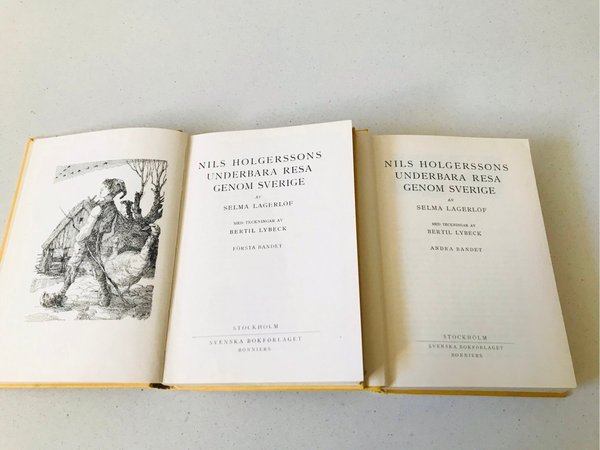 NILS HOLGERSSONS
UNDERBARA RESA
GENOM SVERIGE
AV
SELMA LAGERLÖF
MED TECKNINGAR AV
BERTIL LYBECK
FÖRSTA BANDET
STOCKHOLM
SVENSKA BOKFÖRLAGET
BONNIERS
NILS HOLGERSSONS
UNDERBARA RESA
GENOM SVERIGE
AV
SELMA LAGERLÖF
MED TECKNINGAR AV
BERTIL LYBECK
ANDRA BANDET
STOCKHOLM
SVENSKA BOKFÖRLAGET
BONNIERS